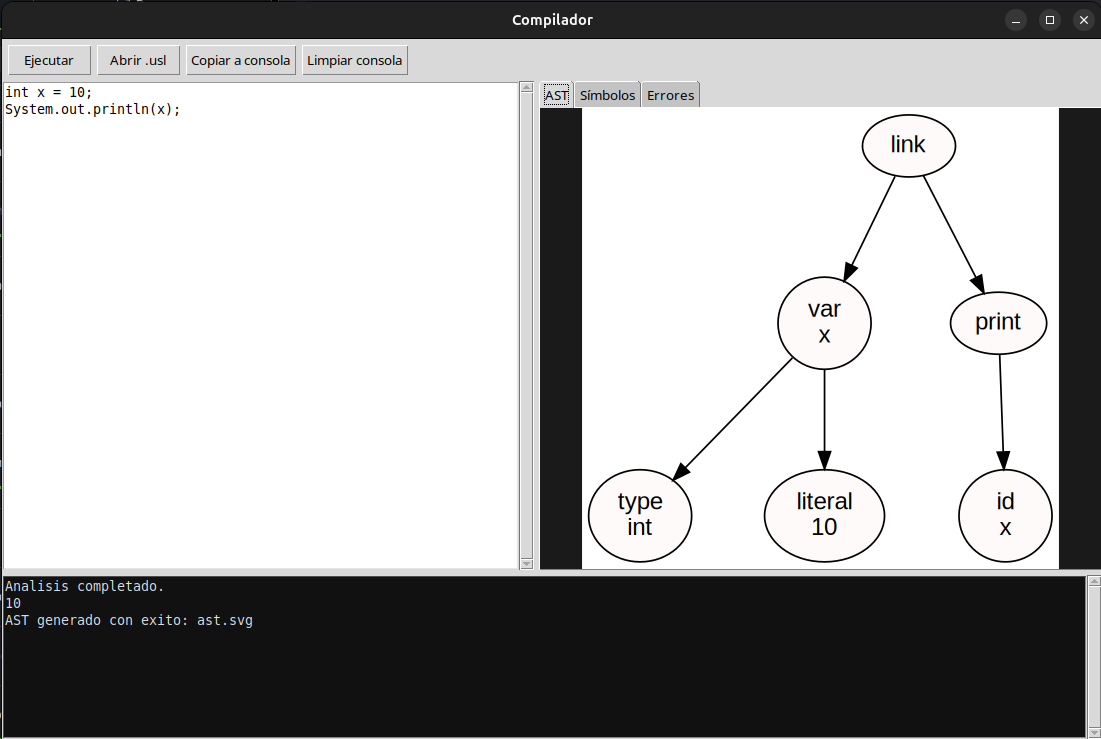 Compilador
Ejecutar
Abrir .usl
Copiar a consola
Limpiar consola
int x = 10;
System.out.println(x);
AST
Símbolos
Errores
link
var
x
print
type
int
literal
10
id
x
Analisis completado.
10
AST generado con exito: ast.svg